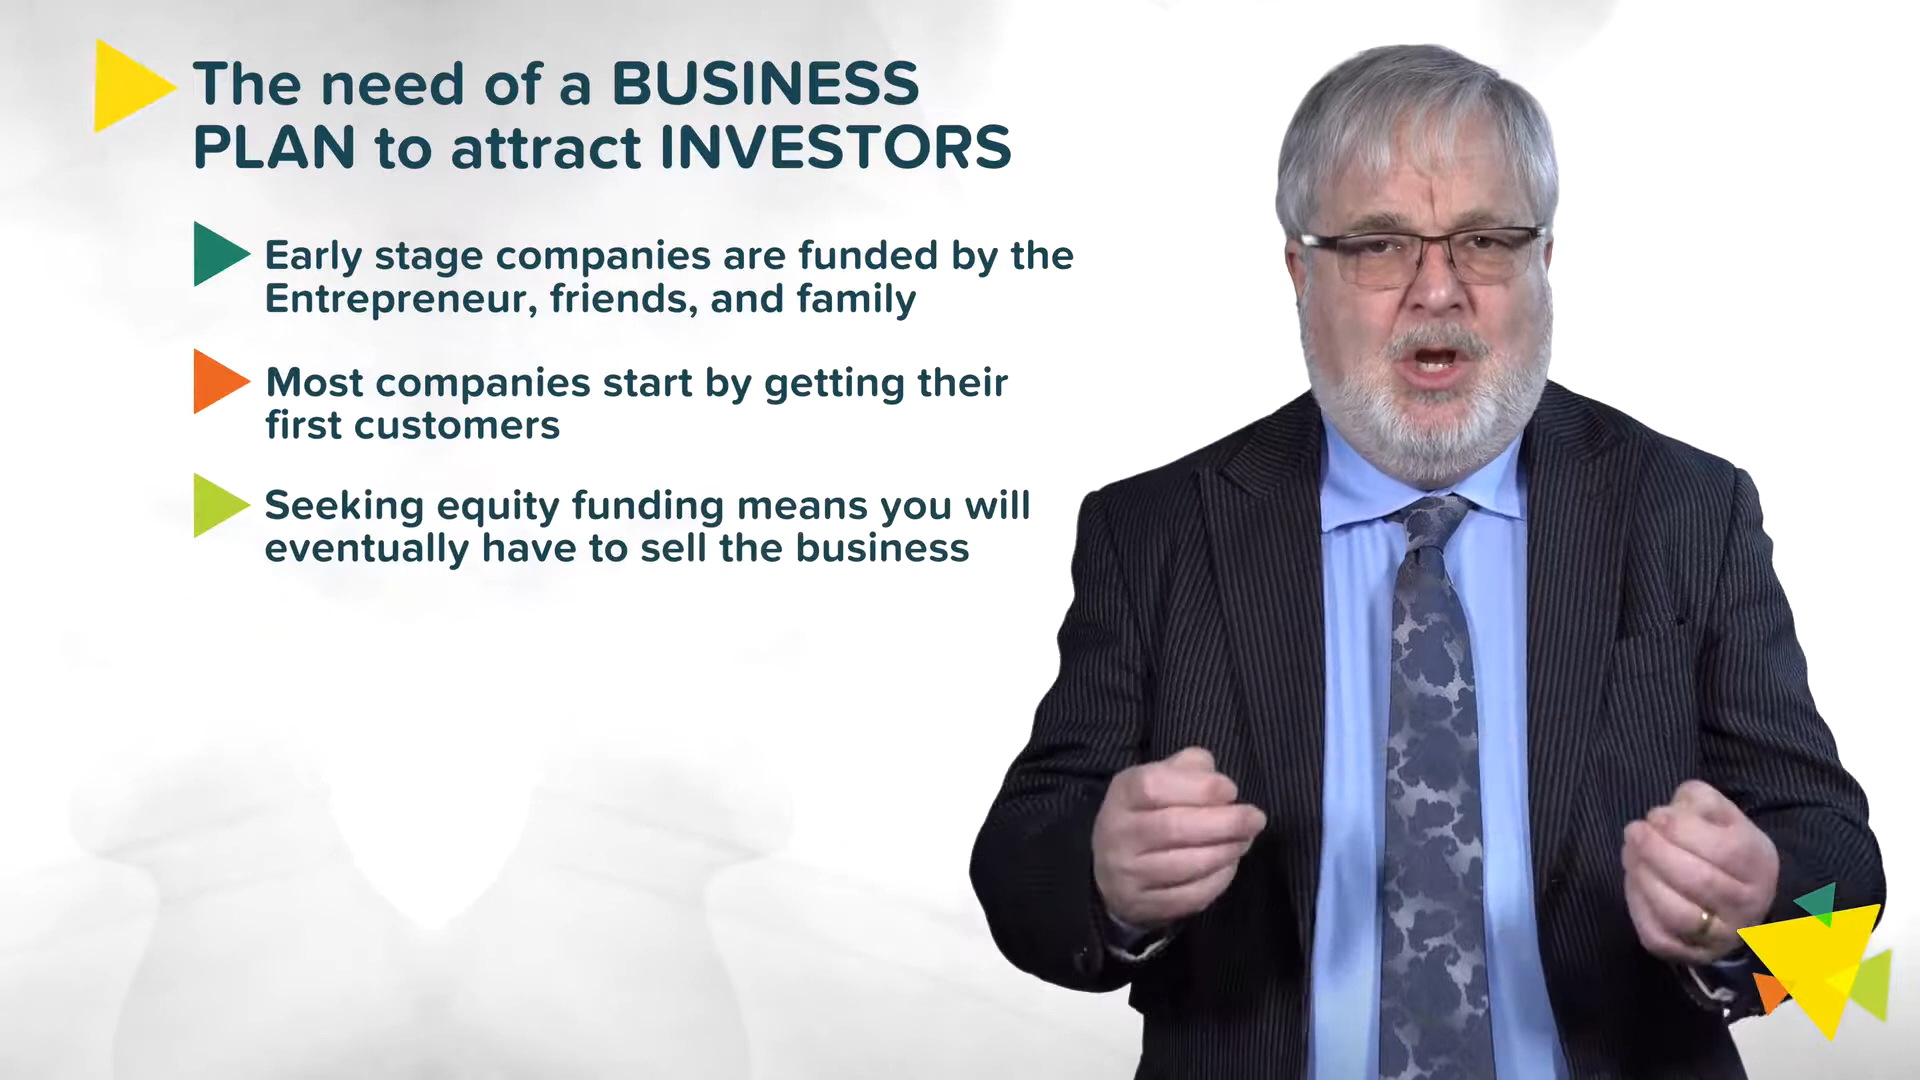 The need of a BUSINESS
PLAN to attract INVESTORS
Early stage companies are funded by the
Entrepreneur, friends, and family
Most companies start by getting their
first customers
Seeking equity funding means you will
eventually have to sell the business